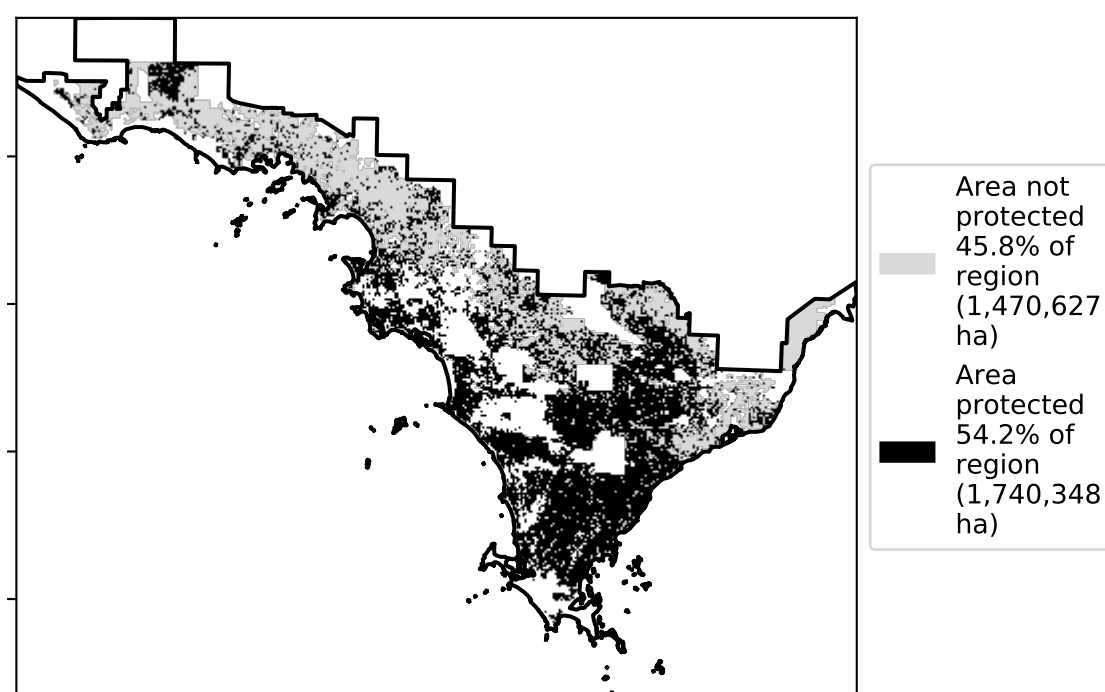 Area not
protected
45.8% of
region
(1,470,627
ha)
Area
protected
54.2% of
region
(1,740,348
ha)